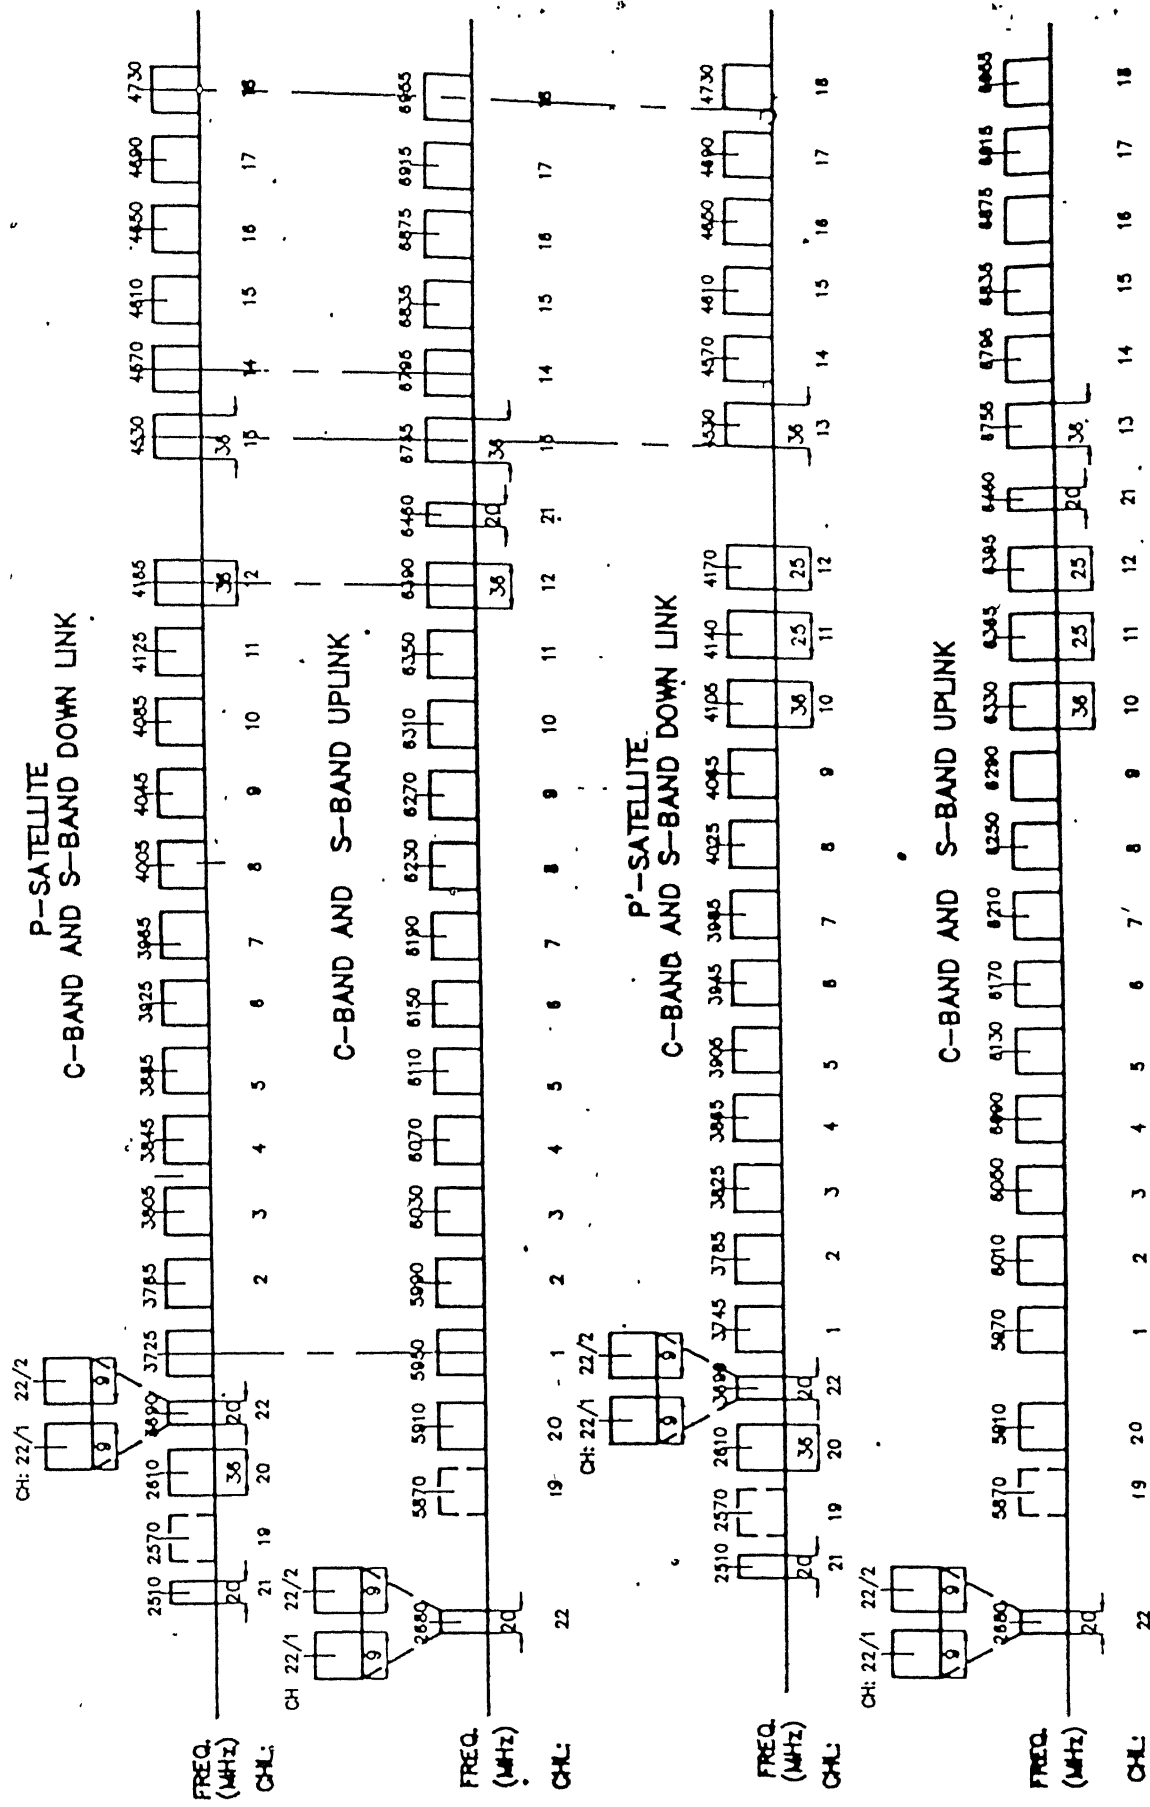 P-SATELLITE
C-BAND AND S-BAND DOWN LINK
CH: 22/1 22/2
9 9
FREQ. (MHz) 2510 2570 2610 3690 3725 3765 3805 3845 3885 3925 3965 4005 4045 4085 4125 4165 4530 4570 4610 4650 4690 4730
20 36 20 36 36
CHL: 21 19 20 22 2 3 4 5 6 7 8 9 10 11 12 13 14 15 16 17 18
C-BAND AND S-BAND UPLINK
CH 22/1 22/2
9 9
FREQ. (MHz) 2680 5870 5910 5950 5990 6030 6070 6110 6150 6190 6230 6270 6310 6350 6390 6460 6755 6795 6835 6875 6915 6965
20 36 20 36
CHL: 22 19 20 1 2 3 4 5 6 7 8 9 10 11 12 21 13 14 15 16 17 18
P'-SATELLITE
C-BAND AND S-BAND DOWN LINK
CH: 22/1 22/2
9 9
FREQ. (MHz) 2510 2570 2610 3690 3745 3785 3825 3865 3905 3945 3985 4025 4065 4105 4140 4170 4530 4570 4610 4650 4690 4730
20 36 20 36 25 25 36
CHL: 21 19 20 22 1 2 3 4 5 6 7 8 9 10 11 12 13 14 15 16 17 18
C-BAND AND S-BAND UPLINK
CH: 22/1 22/2
9 9
FREQ. (MHz) 2680 5870 5910 5970 6010 6050 6090 6130 6170 6210 6250 6290 6330 6365 6395 6460 6755 6795 6835 6875 6915
20 36 25 25 20 36
CHL: 22 19 20 1 2 3 4 5 6 7 8 9 10 11 12 21 13 14 15 16 17 18